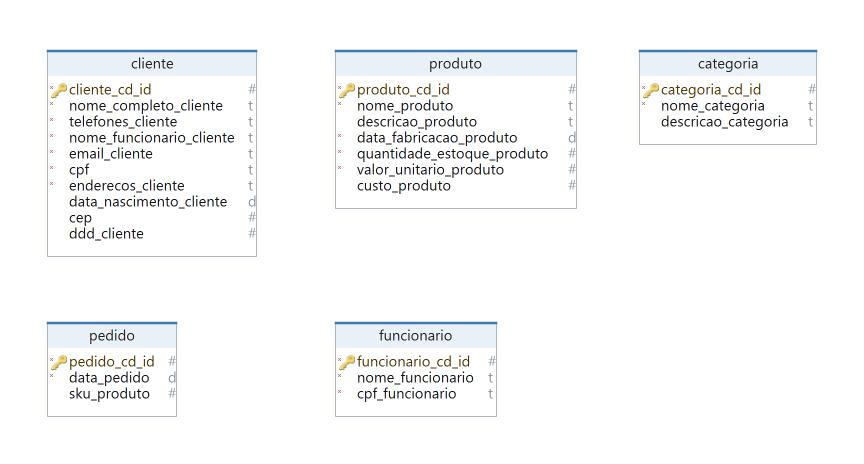 cliente
cliente_cd_id #
nome_completo_cliente t
telefones_cliente t
nome_funcionario_cliente t
email_cliente t
cpf t
enderecos_cliente t
data_nascimento_cliente d
cep #
ddd_cliente #
produto
produto_cd_id #
nome_produto t
descricao_produto t
data_fabricacao_produto d
quantidade_estoque_produto #
valor_unitario_produto #
custo_produto #
categoria
categoria_cd_id #
nome_categoria t
descricao_categoria t
pedido
pedido_cd_id #
data_pedido d
sku_produto #
funcionario
funcionario_cd_id #
nome_funcionario t
cpf_funcionario t